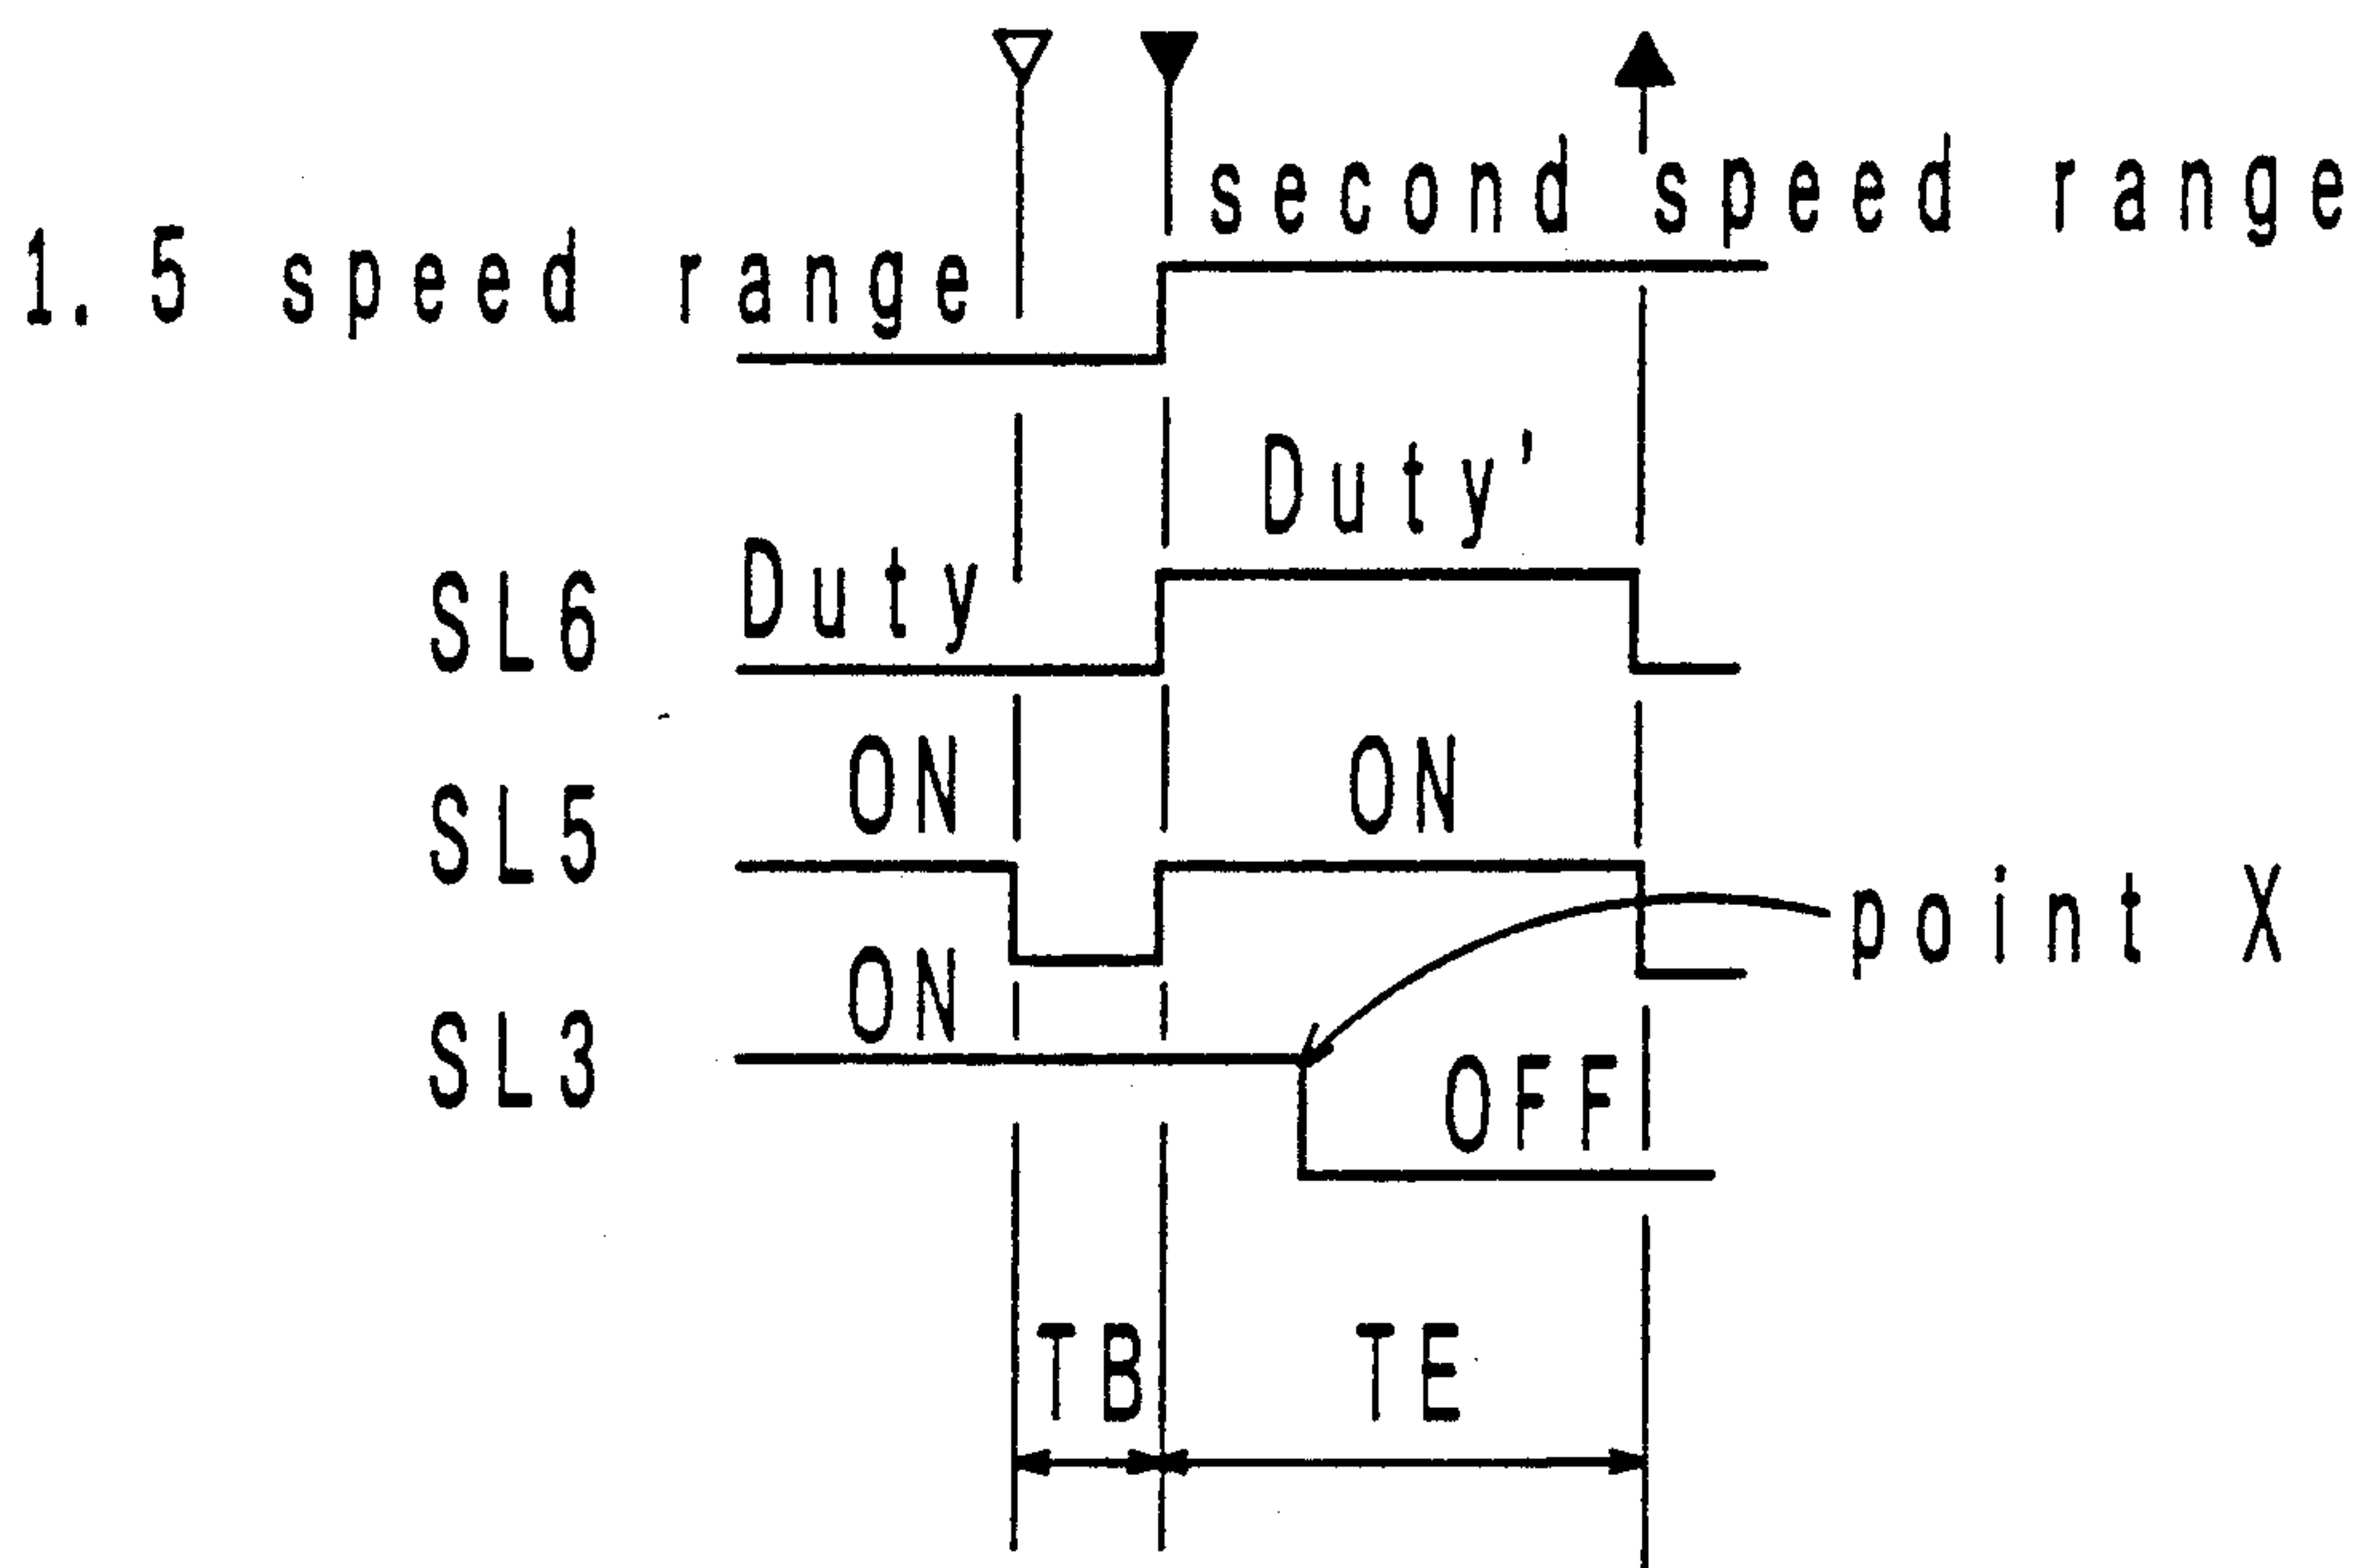 second speed range
1.5 speed range
Duty'
SL6 Duty
ON ON
SL5
point X
ON
SL3
OFF
TB TE